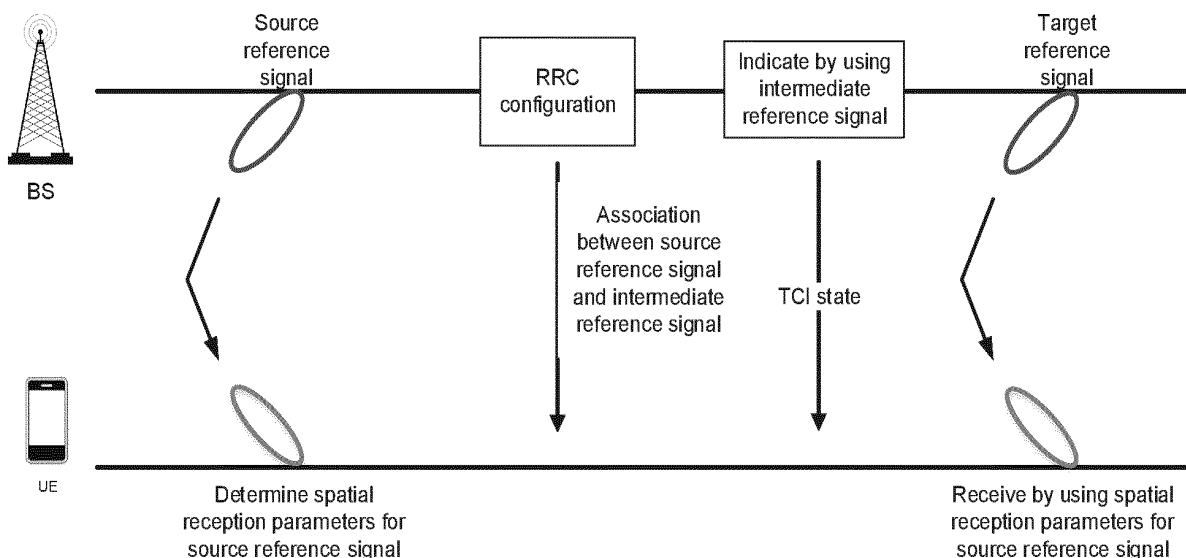 Source
reference
signal
RRC
configuration
Indicate by using
intermediate
reference signal
Target
reference
signal
BS
Association
between source
reference signal
and intermediate
reference signal
TCI state
UE
Determine spatial
reception parameters for
source reference signal
Receive by using spatial
reception parameters for
source reference signal